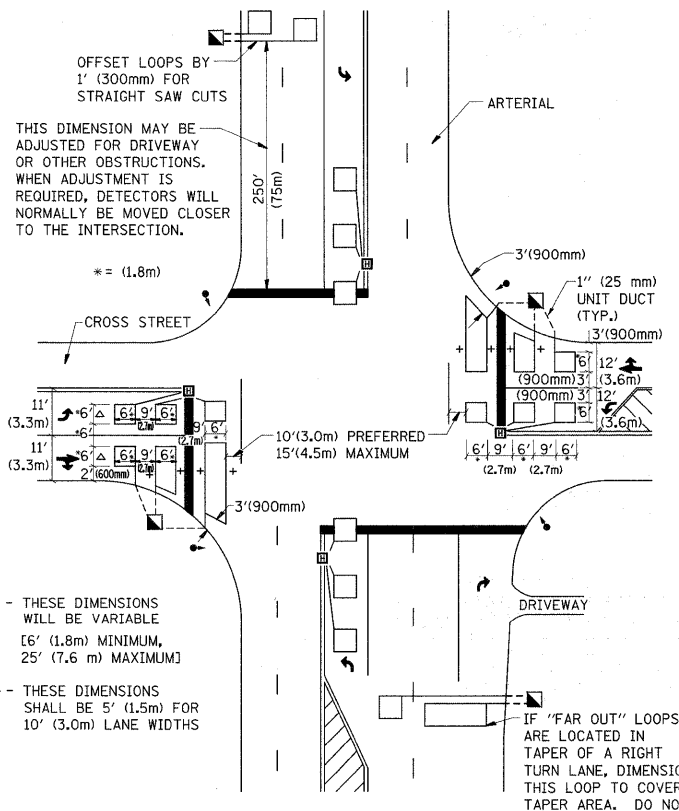 OFFSET LOOPS BY
1' (300mm) FOR
STRAIGHT SAW CUTS
ARTERIAL
THIS DIMENSION MAY BE
ADJUSTED FOR DRIVEWAY
OR OTHER OBSTRUCTIONS.
WHEN ADJUSTMENT IS
REQUIRED, DETECTORS WILL
NORMALLY BE MOVED CLOSER
TO THE INTERSECTION.
250'
(75m)
* = (1.8m)
3'(900mm)
1" (25 mm)
UNIT DUCT
(TYP.)
CROSS STREET
3'(900mm)
*6'
12'
(3.6m)
(900mm) 3'
(900mm) 3'
12'
*6'
(3.6m)
H
H
H
H
11'
(3.3m)
*6'
6' 9' 6'
* (2.7m) *
*6'
(2.7m)
9' 6'
*
11'
(3.3m)
*6'
6' 9' 6'
* (2.7m) *
2' (600mm)
10'(3.0m) PREFERRED
15'(4.5m) MAXIMUM
6' 9' 6' 9' 6'
* (2.7m) * (2.7m) *
3'(900mm)
- THESE DIMENSIONS
WILL BE VARIABLE
[6' (1.8m) MINIMUM,
25' (7.6 m) MAXIMUM]
DRIVEWAY
- THESE DIMENSIONS
SHALL BE 5' (1.5m) FOR
10' (3.0m) LANE WIDTHS
IF "FAR OUT" LOOPS
ARE LOCATED IN
TAPER OF A RIGHT
TURN LANE, DIMENSIO
THIS LOOP TO COVER
TAPER AREA. DO NO